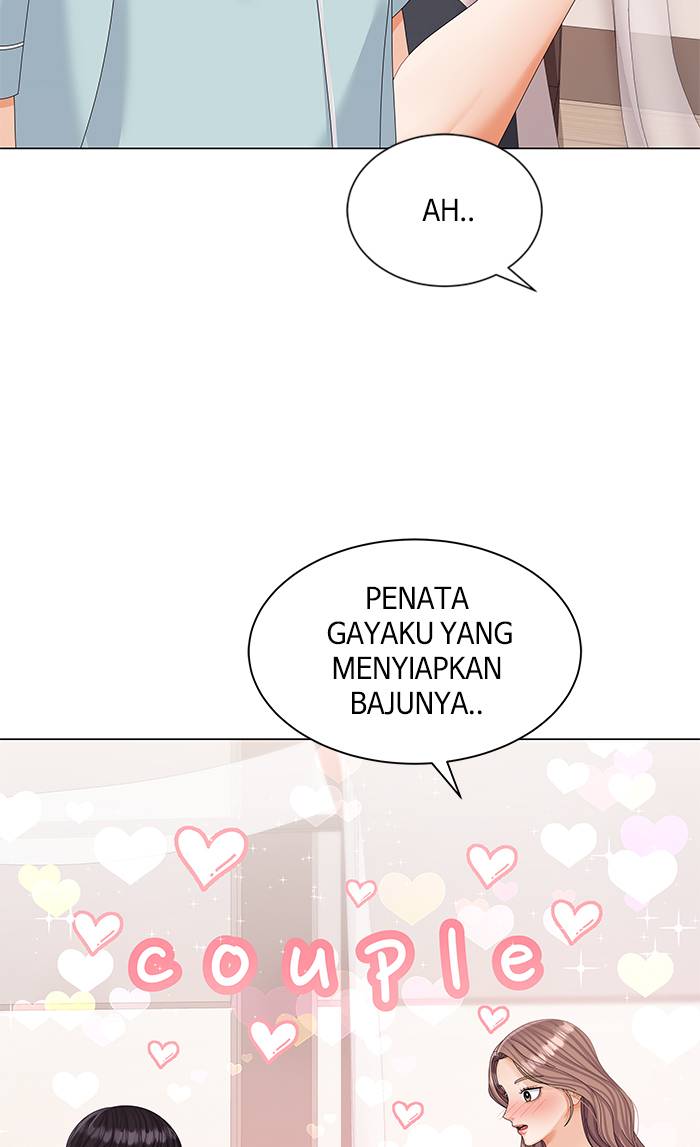 AH..
PENATA
GAYAKU YANG
MENYIAPKAN
BAJUNYA..
couple